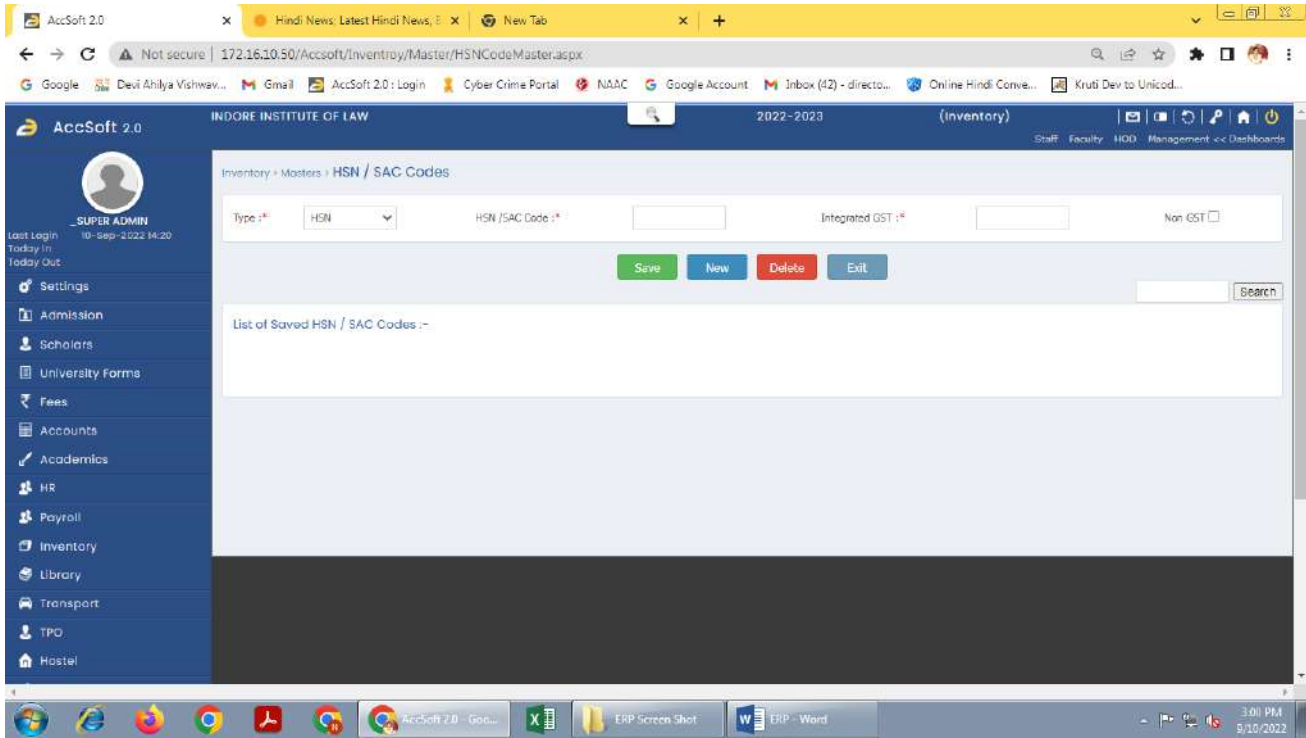 AccSoft 2.0
Hindi News: Latest Hindi News, E
New Tab
Not secure
172.16.10.50/Accsoft/Inventroy/Master/HSNCodeMaster.aspx
Google
Devi Ahilya Vishwav...
Gmail
AccSoft 2.0 : Login
Cyber Crime Portal
NAAC
Google Account
Inbox (42) - directo...
Online Hindi Conve...
Kruti Dev to Unicod...
AccSoft 2.0
INDORE INSTITUTE OF LAW
2022-2023
(Inventory)
Staff Faculty HOD Management << Dashboards
_SUPER ADMIN
Last Login 10-Sep-2022 14:20
Today In
Today Out
Inventory › Masters › HSN / SAC Codes
Type :*
HSN
HSN /SAC Code :*
Integrated GST :*
Non GST
Save
New
Delete
Exit
Search
List of Saved HSN / SAC Codes :-
Settings
Admission
Scholars
University Forms
Fees
Accounts
Academics
HR
Payroll
Inventory
Library
Transport
TPO
Hostel
AccSoft 2.0 - Goo...
ERP Screen Shot
ERP - Word
3:00 PM
9/10/2022